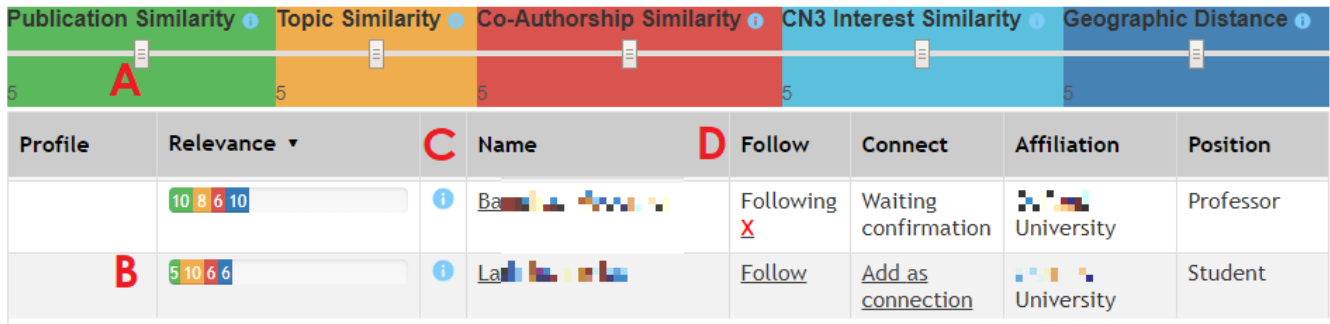 Publication Similarity i Topic Similarity i Co-Authorship Similarity i CN3 Interest Similarity i Geographic Distance i
A
5 5 5 5 5
Profile Relevance ▼ C Name D Follow Connect Affiliation Position
10 8 6 10 i Ba Following Waiting Professor
X confirmation University
B 5 10 6 6 i La Follow Add as Student
connection University